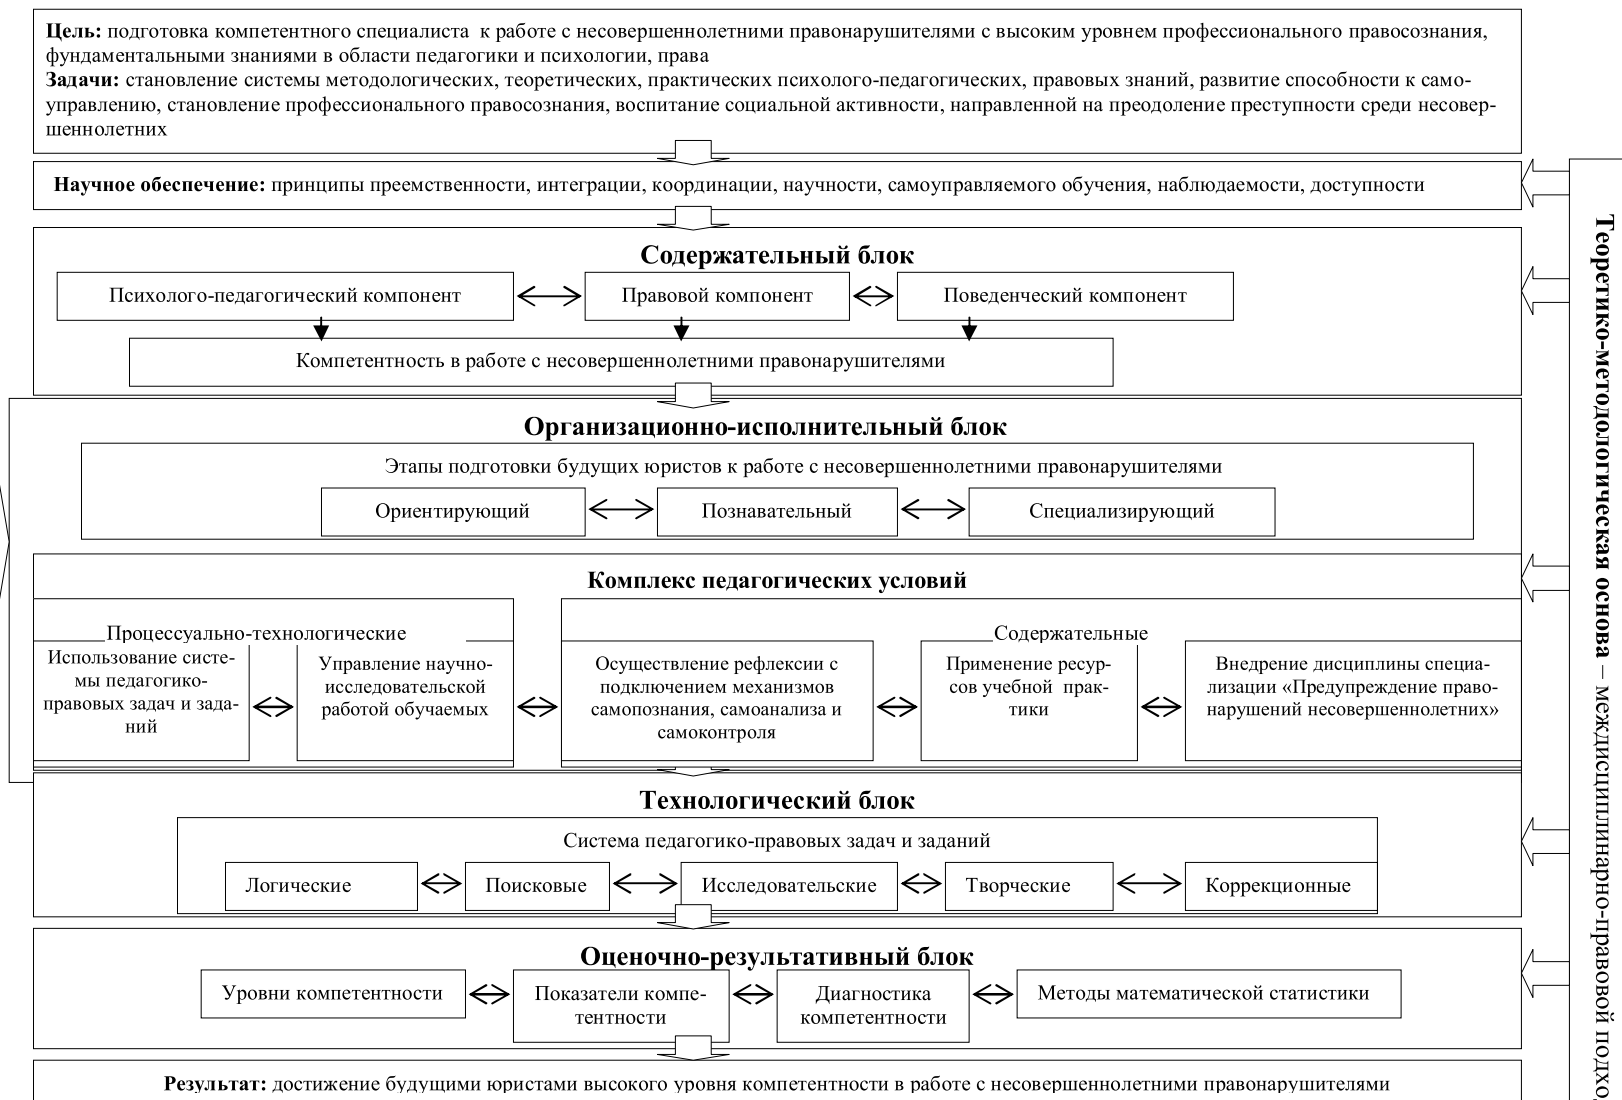 Цель: подготовка компетентного специалиста к работе с несовершеннолетними правонарушителями с высоким уровнем профессионального правосознания,
фундаментальными знаниями в области педагогики и психологии, права
Задачи: становление системы методологических, теоретических, практических психолого-педагогических, правовых знаний, развитие способности к само-
управлению, становление профессионального правосознания, воспитание социальной активности, направленной на преодоление преступности среди несовер-
шеннолетних
Научное обеспечение: принципы преемственности, интеграции, координации, научности, самоуправляемого обучения, наблюдаемости, доступности
Содержательный блок
Психолого-педагогический компонент
Правовой компонент
Поведенческий компонент
Компетентность в работе с несовершеннолетними правонарушителями
Организационно-исполнительный блок
Этапы подготовки будущих юристов к работе с несовершеннолетними правонарушителями
Ориентирующий
Познавательный
Специализирующий
Комплекс педагогических условий
Процессуально-технологические
Содержательные
Использование систе-
мы педагогико-
правовых задач и зада-
ний
Управление научно-
исследовательской
работой обучаемых
Осуществление рефлексии с
подключением механизмов
самопознания, самоанализа и
самоконтроля
Применение ресур-
сов учебной прак-
тики
Внедрение дисциплины специа-
лизации «Предупреждение право-
нарушений несовершеннолетних»
Технологический блок
Система педагогико-правовых задач и заданий
Логические
Поисковые
Исследовательские
Творческие
Коррекционные
Оценочно-результативный блок
Уровни компетентности
Показатели компе-
тентности
Диагностика
компетентности
Методы математической статистики
Результат: достижение будущими юристами высокого уровня компетентности в работе с несовершеннолетними правонарушителями
Теоретико-методологическая основа – междисциплинарно-правовой подхо